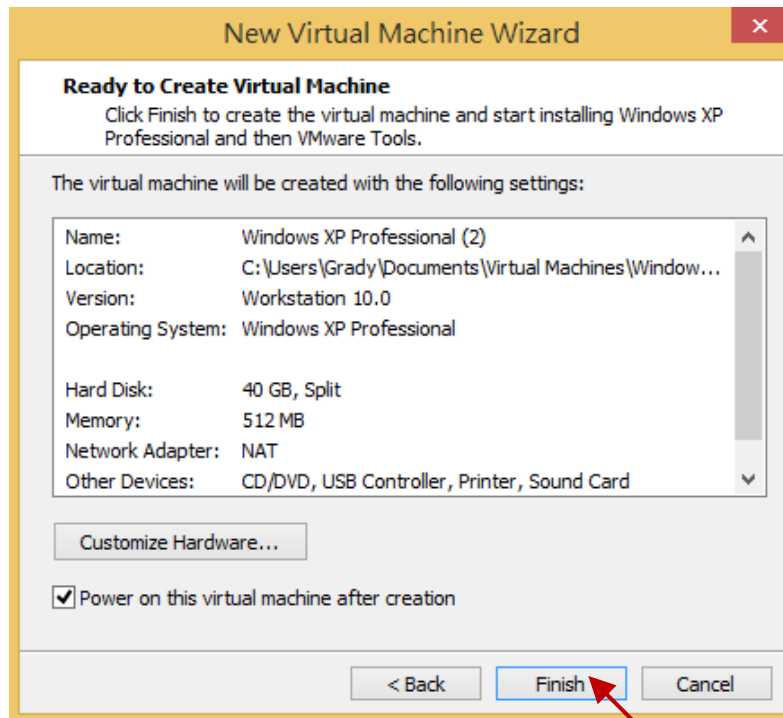 New Virtual Machine Wizard
Ready to Create Virtual Machine
Click Finish to create the virtual machine and start installing Windows XP
Professional and then VMware Tools.
The virtual machine will be created with the following settings:
Name: Windows XP Professional (2)
Location: C:\Users\Grady\Documents\Virtual Machines\Window...
Version: Workstation 10.0
Operating System: Windows XP Professional
Hard Disk: 40 GB, Split
Memory: 512 MB
Network Adapter: NAT
Other Devices: CD/DVD, USB Controller, Printer, Sound Card
Customize Hardware...
Power on this virtual machine after creation
< Back Finish Cancel